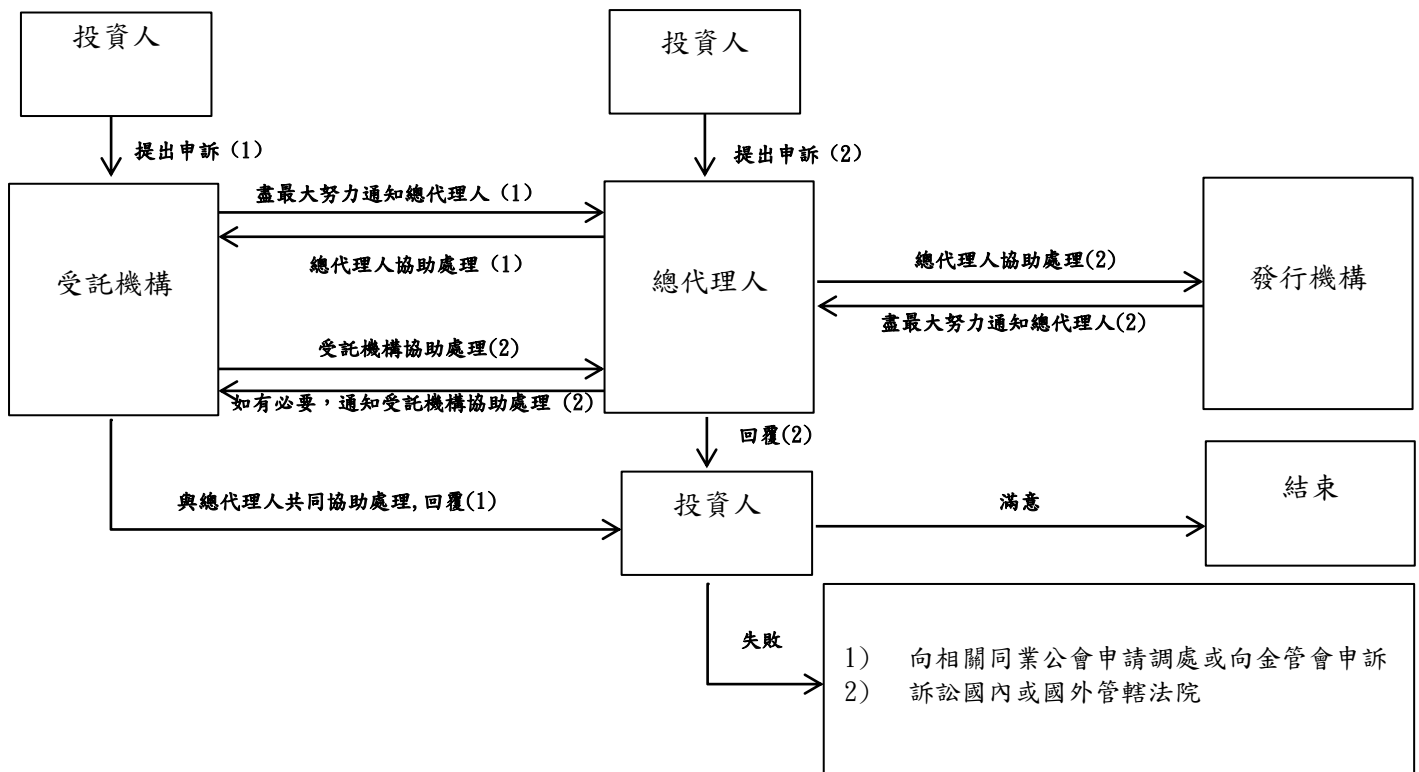 投資人
投資人
提出申訴（1）
提出申訴（2）
盡最大努力通知總代理人（1）
總代理人協助處理（1）
受託機構
總代理人
總代理人協助處理(2)
發行機構
盡最大努力通知總代理人(2)
受託機構協助處理(2)
如有必要，通知受託機構協助處理（2）
回覆(2)
與總代理人共同協助處理,回覆(1)
投資人
滿意
結束
失敗
1) 向相關同業公會申請調處或向金管會申訴
2) 訴訟國內或國外管轄法院